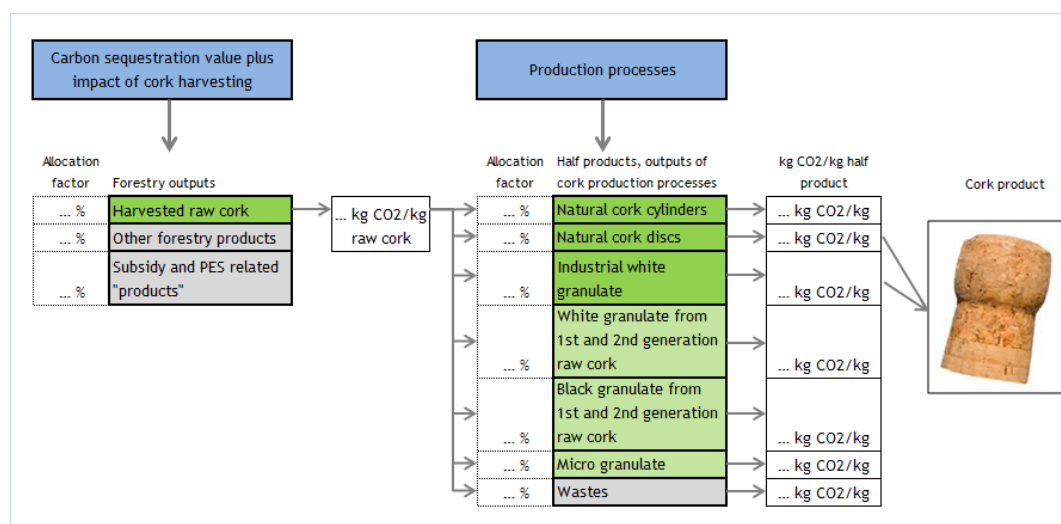 Carbon sequestration value plus
impact of cork harvesting
Production processes
Allocation
factor
Forestry outputs
... %
Harvested raw cork
... %
Other forestry products
... %
Subsidy and PES related
"products"
... kg CO2/kg
raw cork
Allocation
factor
Half products, outputs of
cork production processes
kg CO2/kg half
product
Cork product
... %
Natural cork cylinders
... kg CO2/kg
... %
Natural cork discs
... kg CO2/kg
... %
Industrial white
granulate
... kg CO2/kg
... %
White granulate from
1st and 2nd generation
raw cork
... kg CO2/kg
... %
Black granulate from
1st and 2nd generation
raw cork
... kg CO2/kg
... %
Micro granulate
... kg CO2/kg
... %
Wastes
... kg CO2/kg